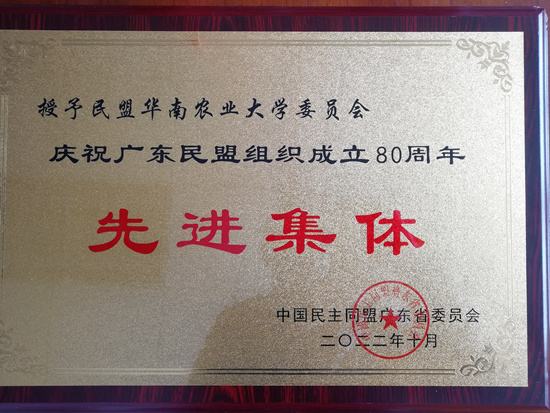 授予民盟华南农业大学委员会
庆祝广东民盟组织成立80周年
先进集体
中国民主同盟广东省委员会
二〇二二年十月